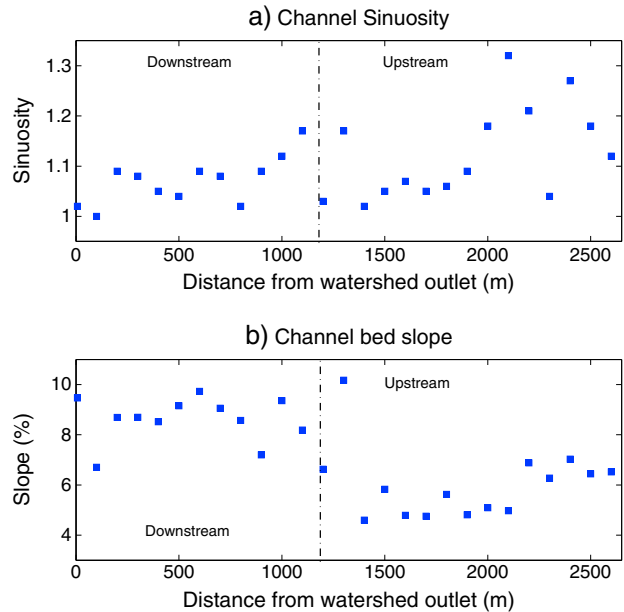 a) Channel Sinuosity
Downstream
Upstream
1.3
1.2
1.1
1
Sinuosity
0
500
1000
1500
2000
2500
Distance from watershed outlet (m)
b) Channel bed slope
Upstream
Downstream
10
8
6
4
Slope (%)
0
500
1000
1500
2000
2500
Distance from watershed outlet (m)